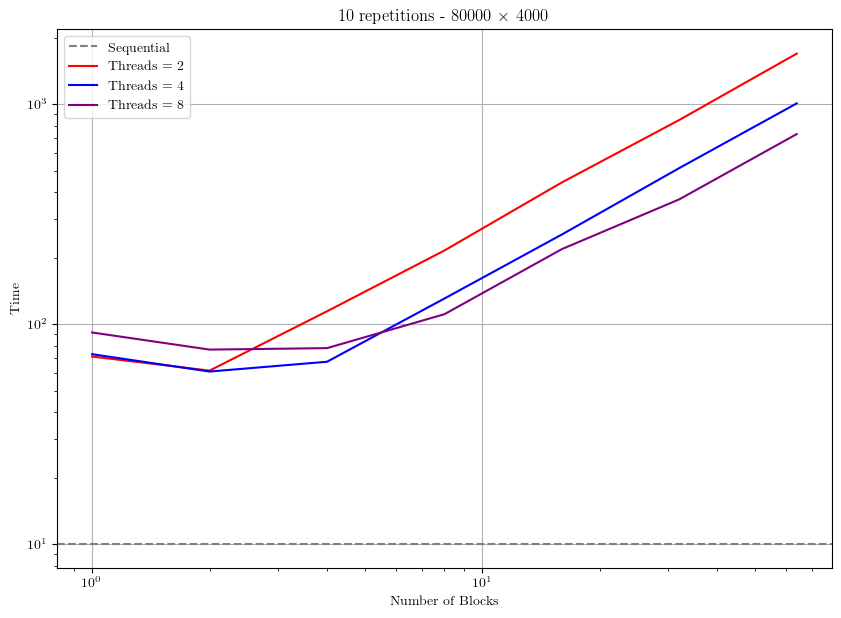 10 repetitions - 80000 × 4000
Sequential
Threads = 2
Threads = 4
Threads = 8
Time
10³
10²
10¹
10⁰
10¹
Number of Blocks